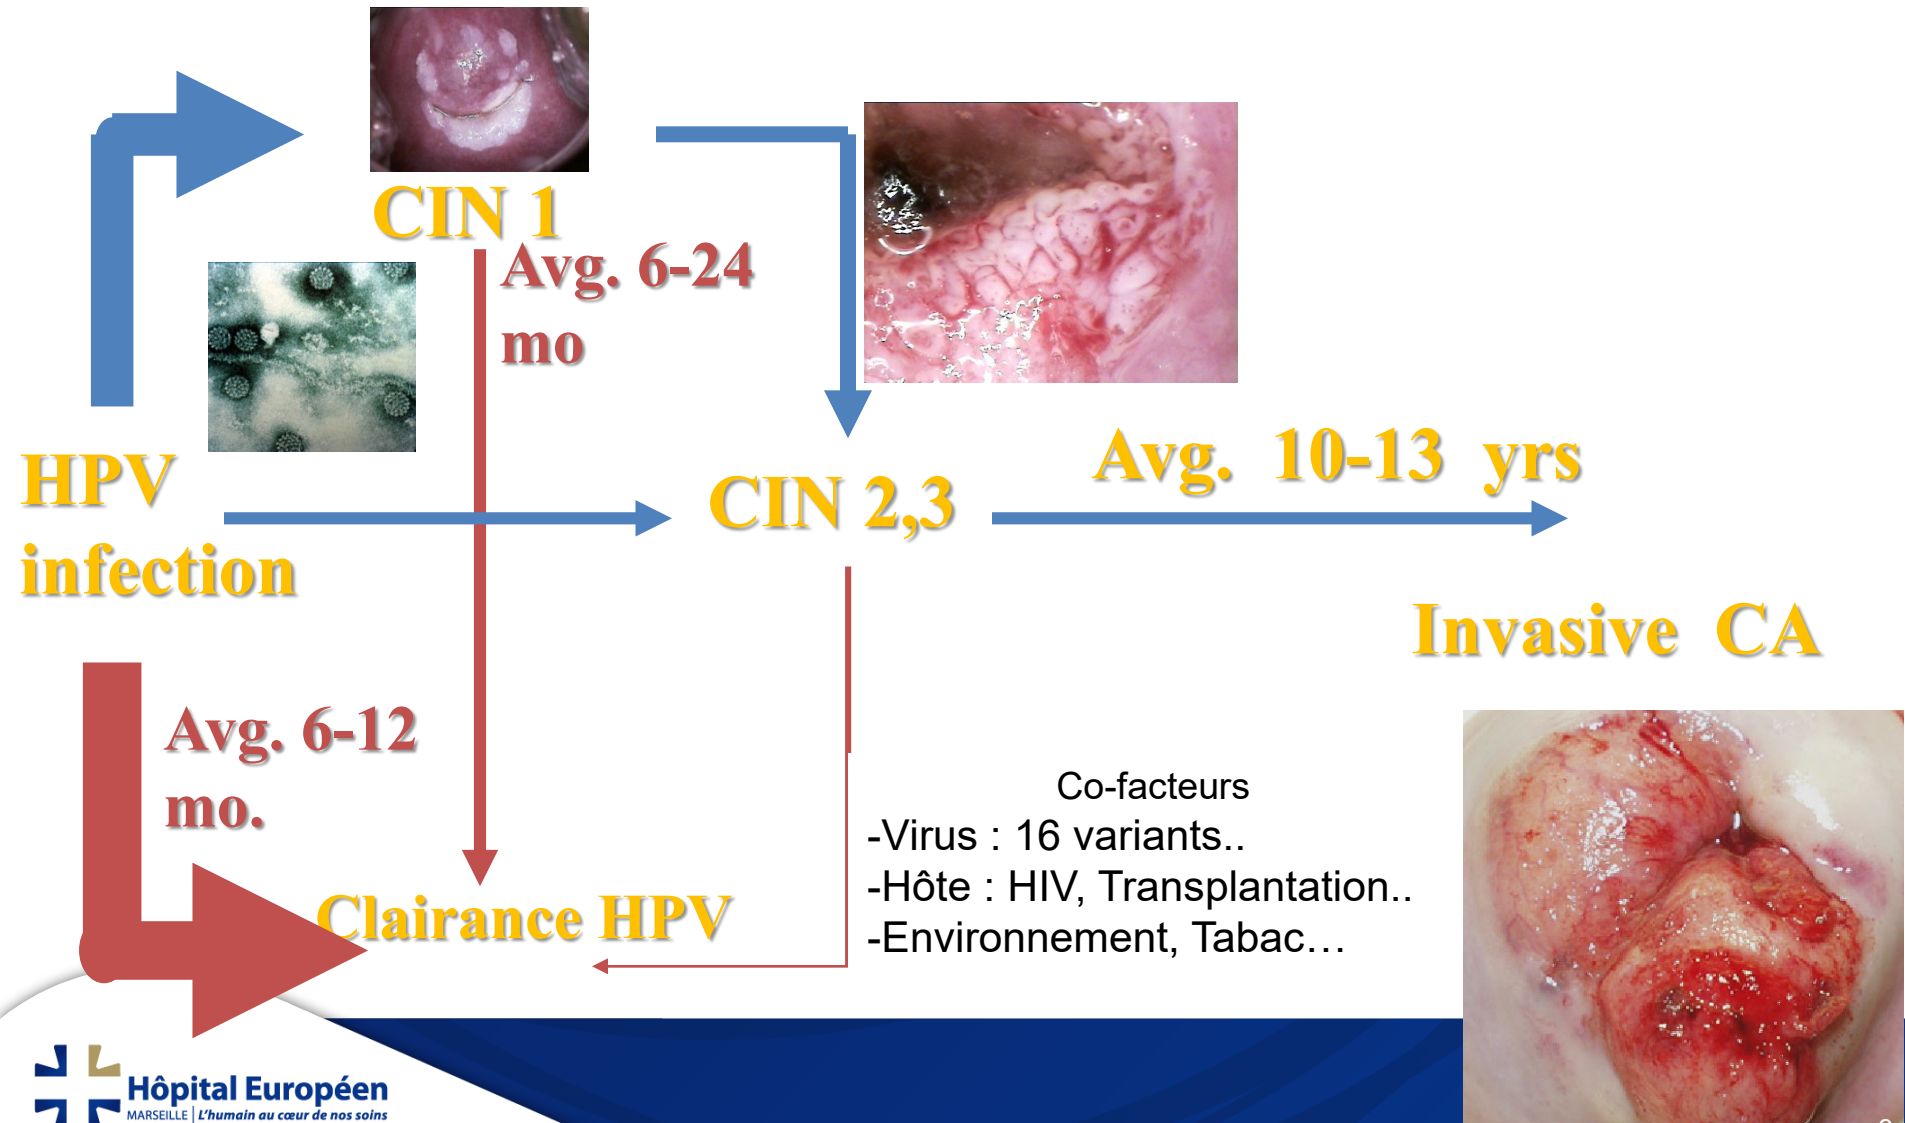 CIN 1
Avg. 6-24
mo
HPV
infection
CIN 2,3
Avg. 10-13 yrs
Invasive CA
Avg. 6-12
mo.
Clairance HPV
Co-facteurs
-Virus : 16 variants..
-Hôte : HIV, Transplantation..
-Environnement, Tabac…
Hôpital Européen
MARSEILLE | L'humain au cœur de nos soins